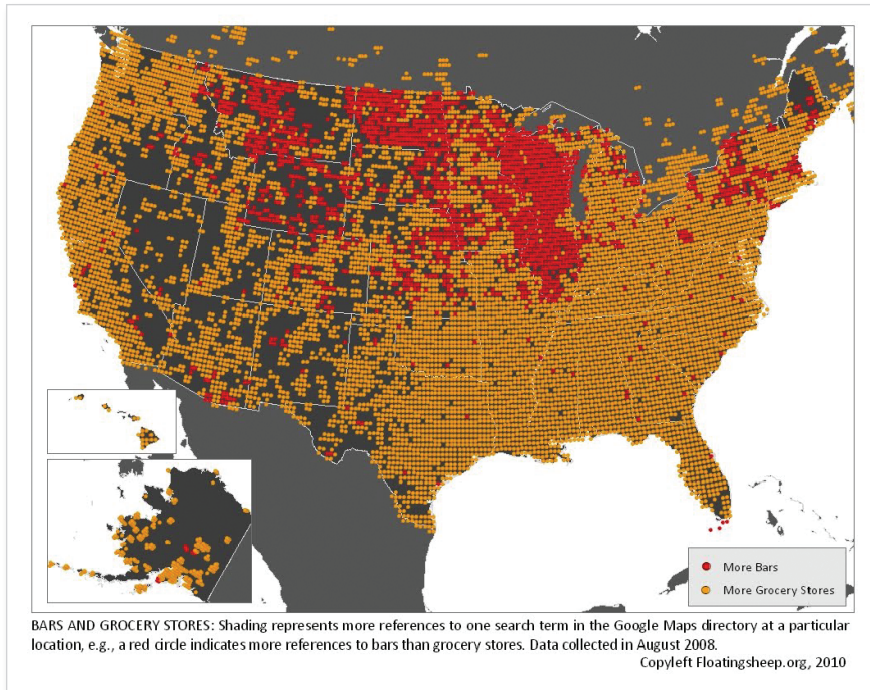 More Bars
More Grocery Stores
BARS AND GROCERY STORES: Shading represents more references to one search term in the Google Maps directory at a particular
location, e.g., a red circle indicates more references to bars than grocery stores. Data collected in August 2008.
Copyleft Floatingsheep.org, 2010